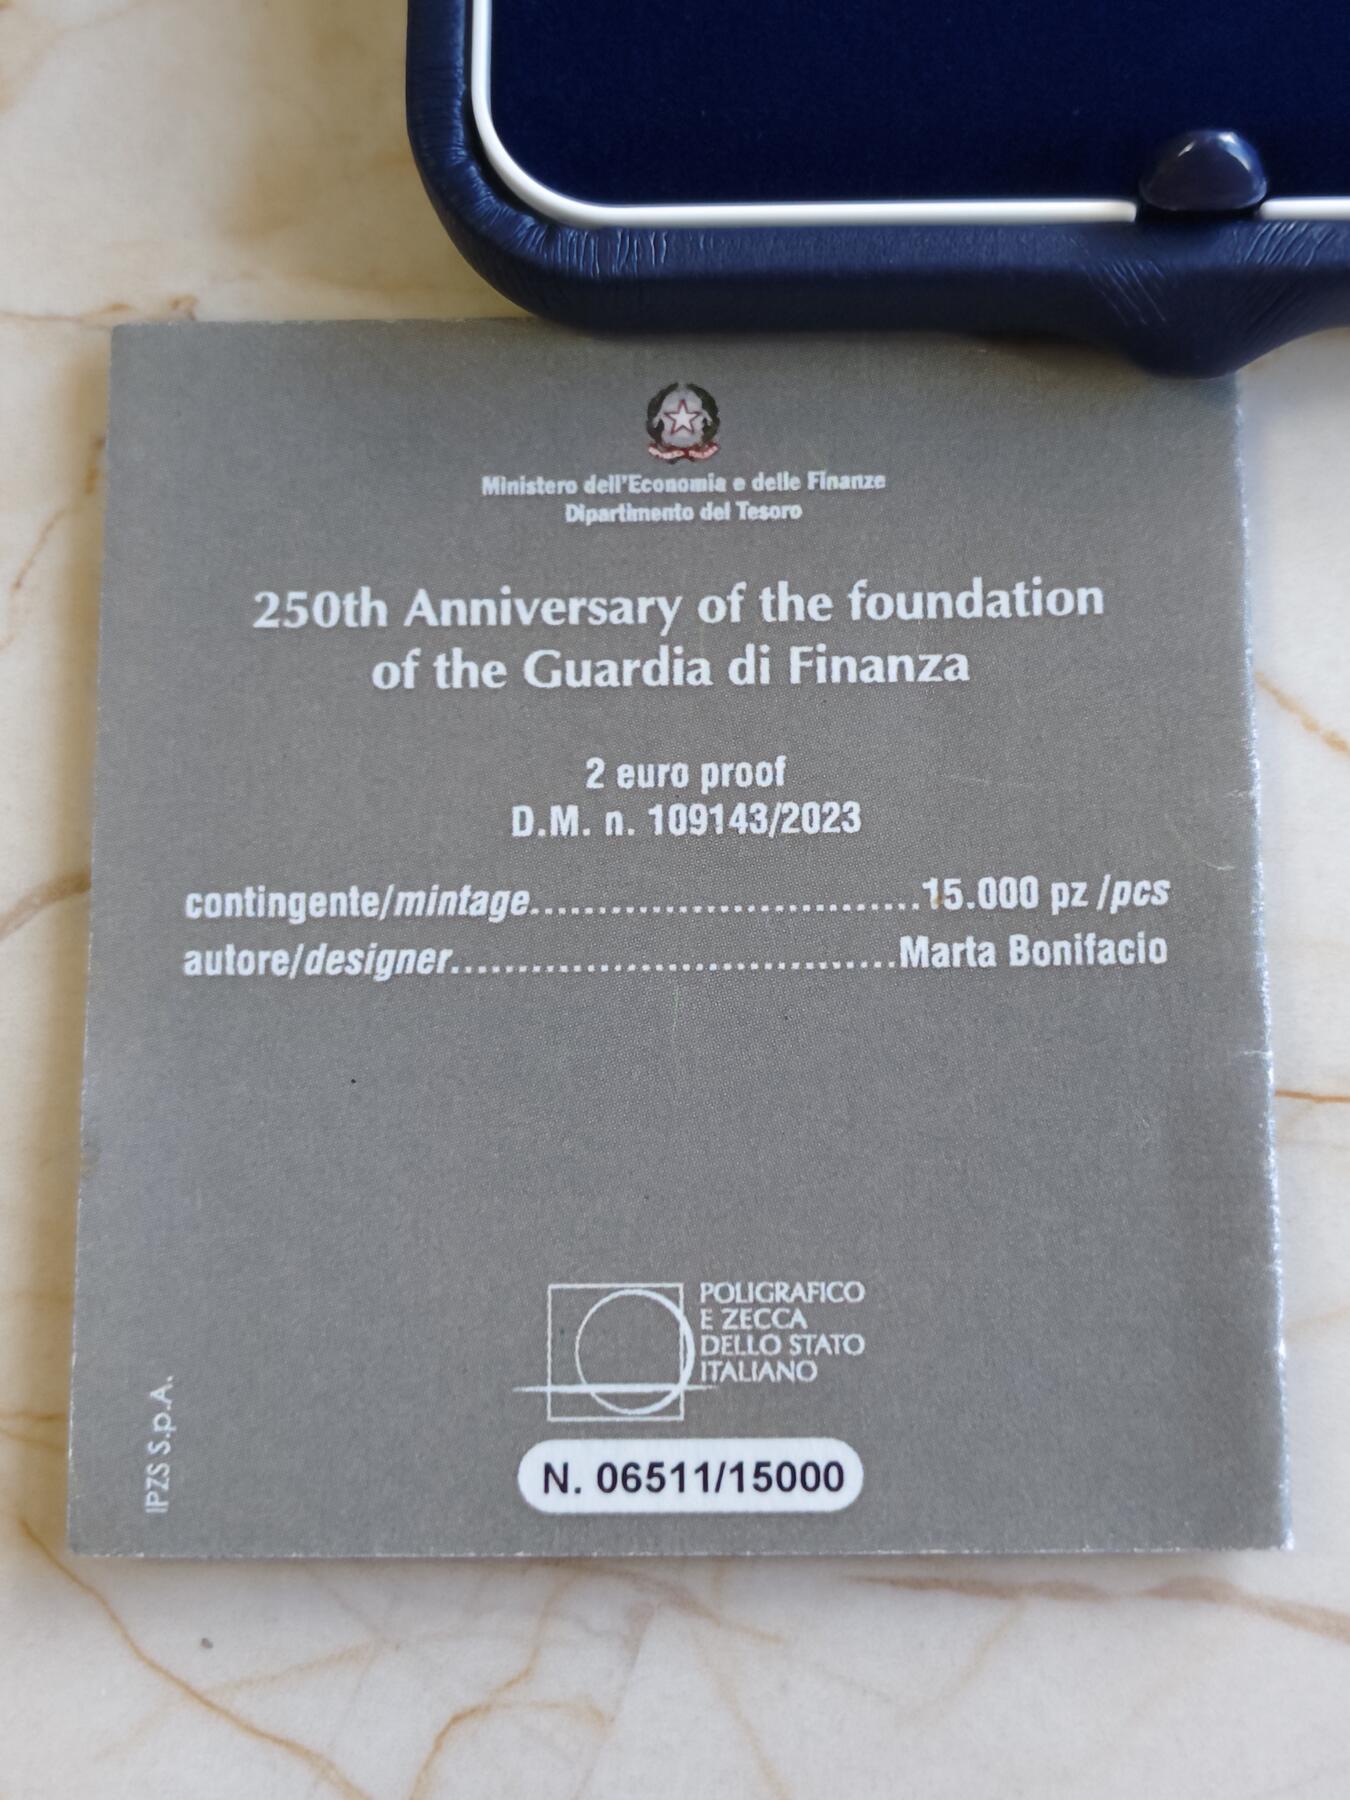 Ministero dell'Economia e delle Finanze
Dipartimento del Tesoro
250th Anniversary of the foundation
of the Guardia di Finanza
2 euro proof
D.M. n. 109143/2023
contingente/mintage................................15.000 pz /pcs
autore/designer....................................Marta Bonifacio
POLIGRAFICO
E ZECCA
DELLO STATO
ITALIANO
IPZS S.p.A.
N. 06511/15000